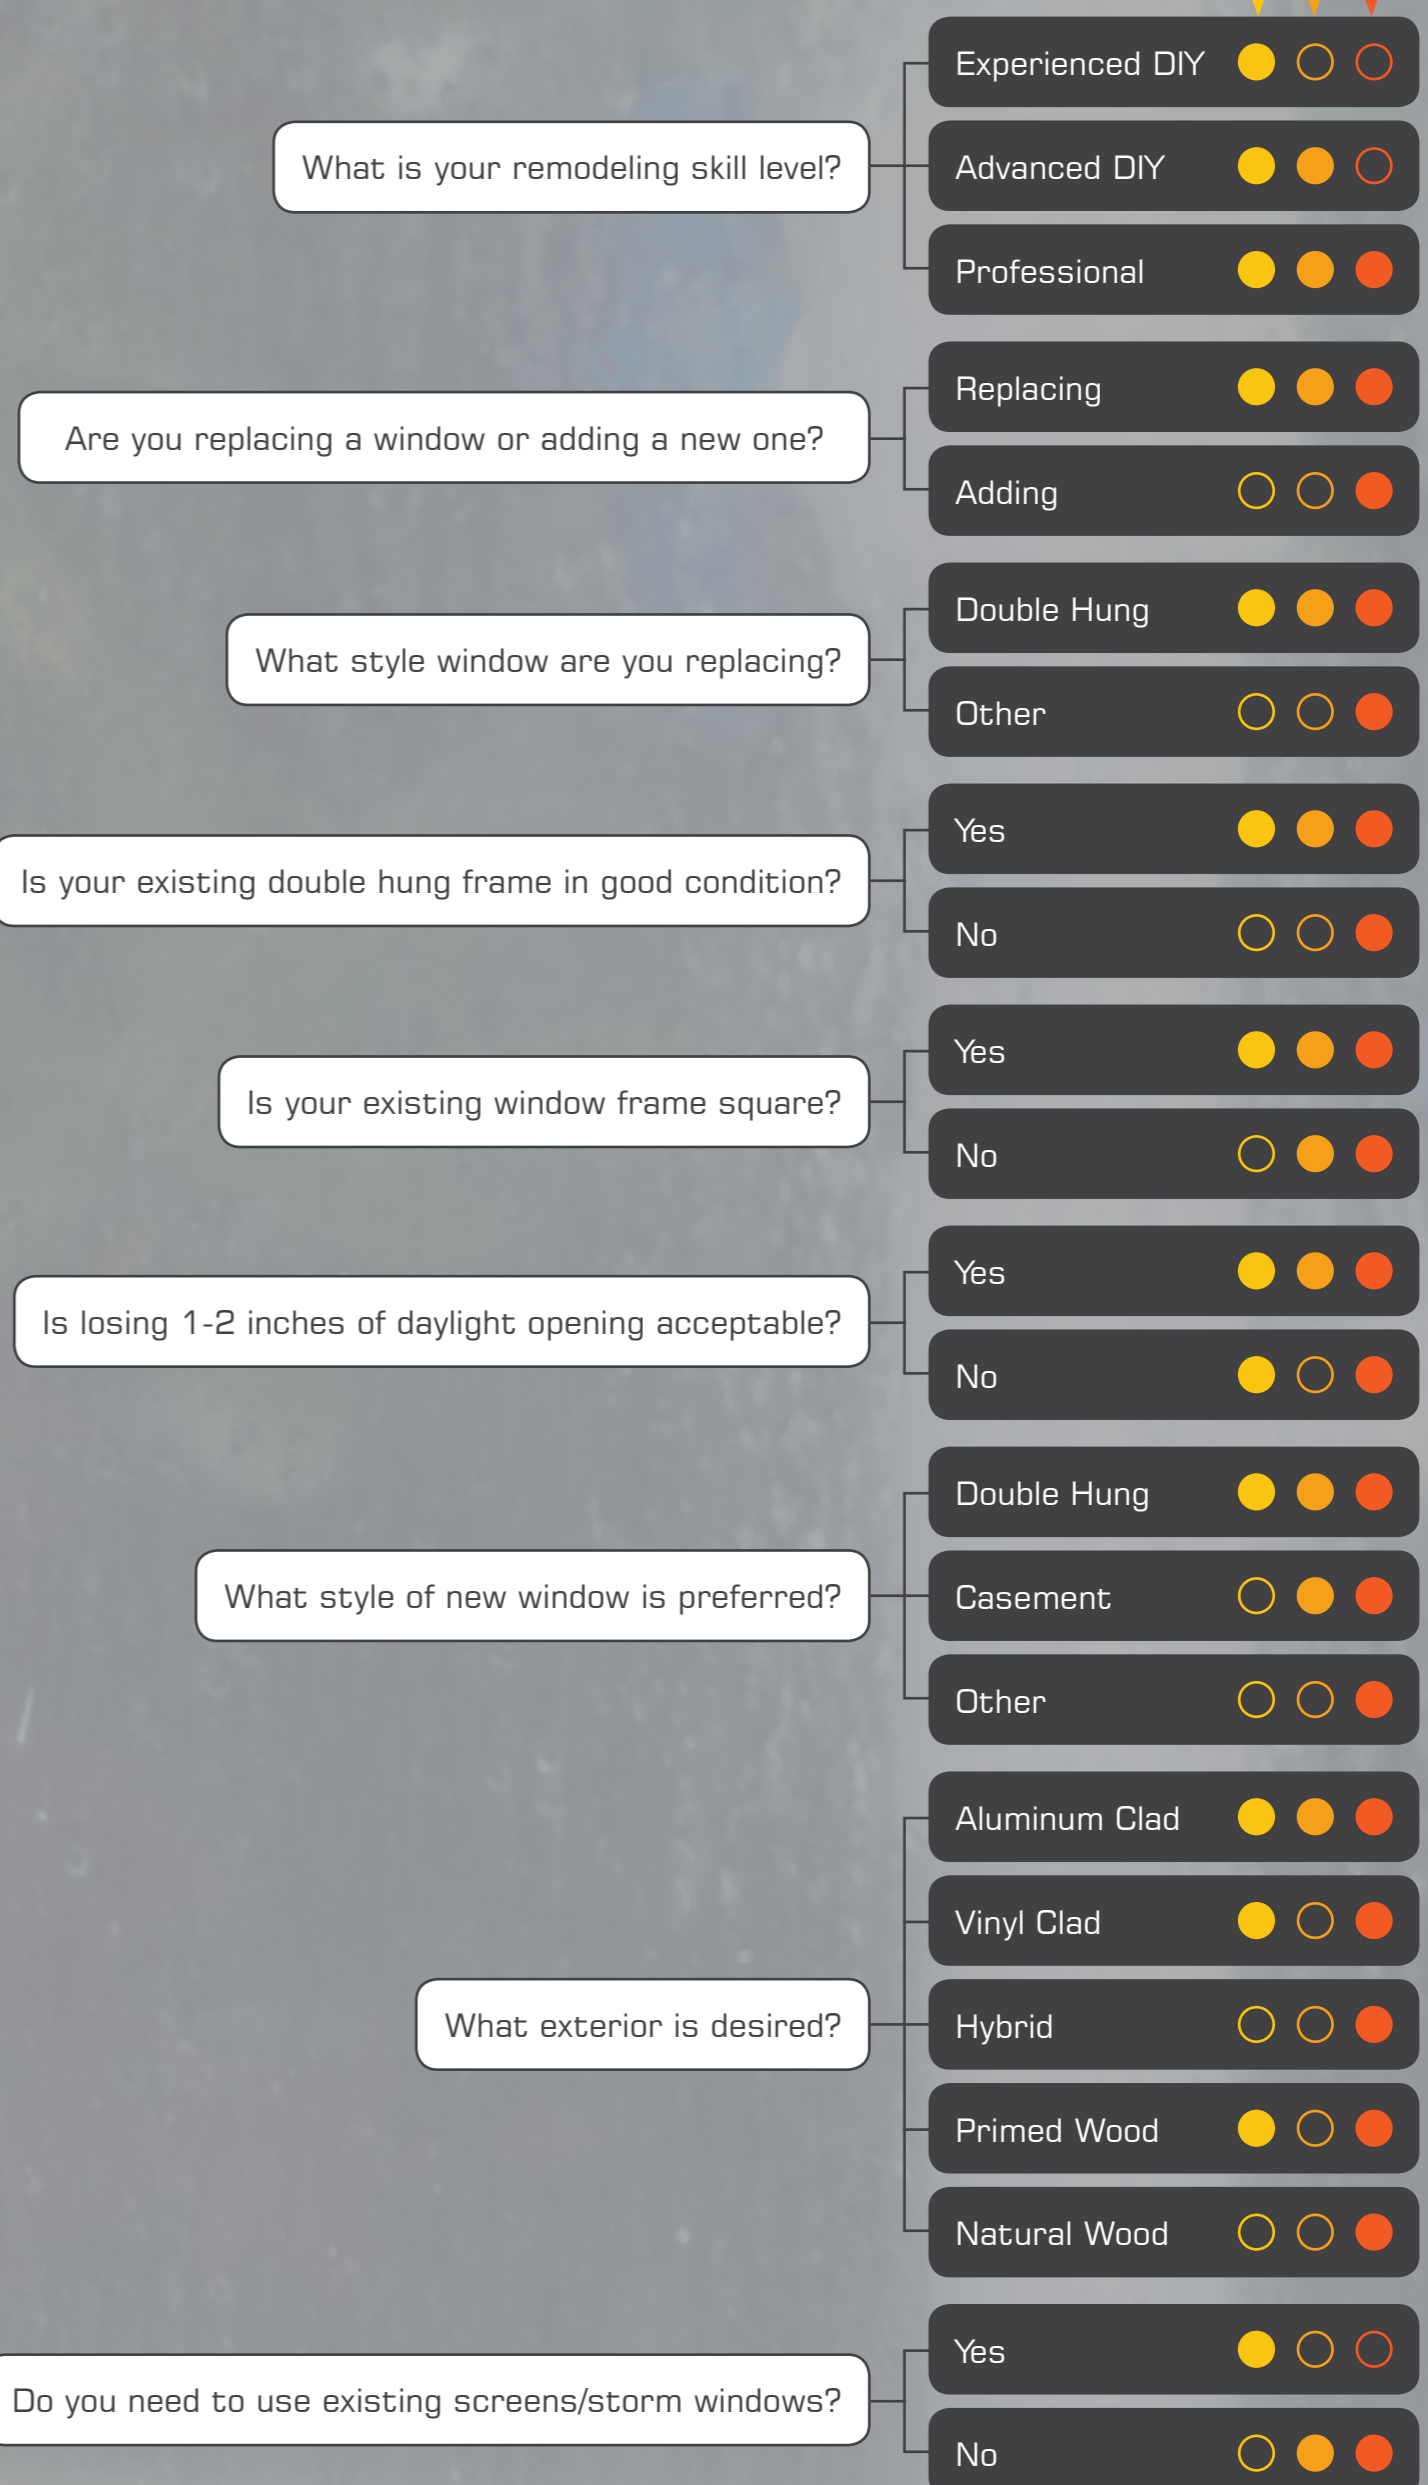 What is your remodeling skill level?
Experienced DIY
Advanced DIY
Professional
Are you replacing a window or adding a new one?
Replacing
Adding
What style window are you replacing?
Double Hung
Other
Is your existing double hung frame in good condition?
Yes
No
Is your existing window frame square?
Yes
No
Is losing 1-2 inches of daylight opening acceptable?
Yes
No
What style of new window is preferred?
Double Hung
Casement
Other
What exterior is desired?
Aluminum Clad
Vinyl Clad
Hybrid
Primed Wood
Natural Wood
Do you need to use existing screens/storm windows?
Yes
No